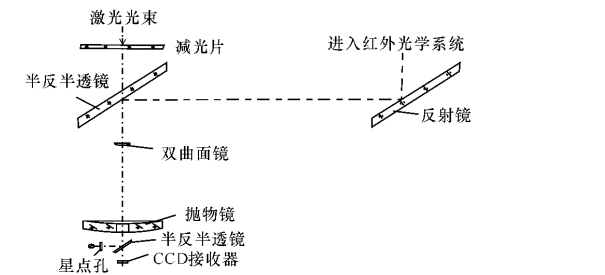 激光光束
减光片
进入红外光学系统
半反半透镜
反射镜
双曲面镜
抛物镜
半反半透镜
星点孔
CCD接收器